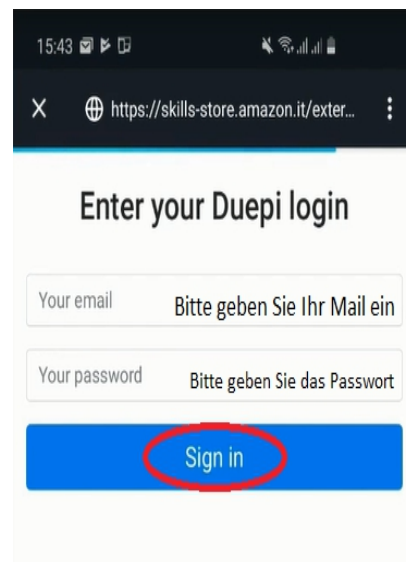 15:43
https://skills-store.amazon.it/exter...
Enter your Duepi login
Your email Bitte geben Sie Ihr Mail ein
Your password Bitte geben Sie das Passwort
Sign in